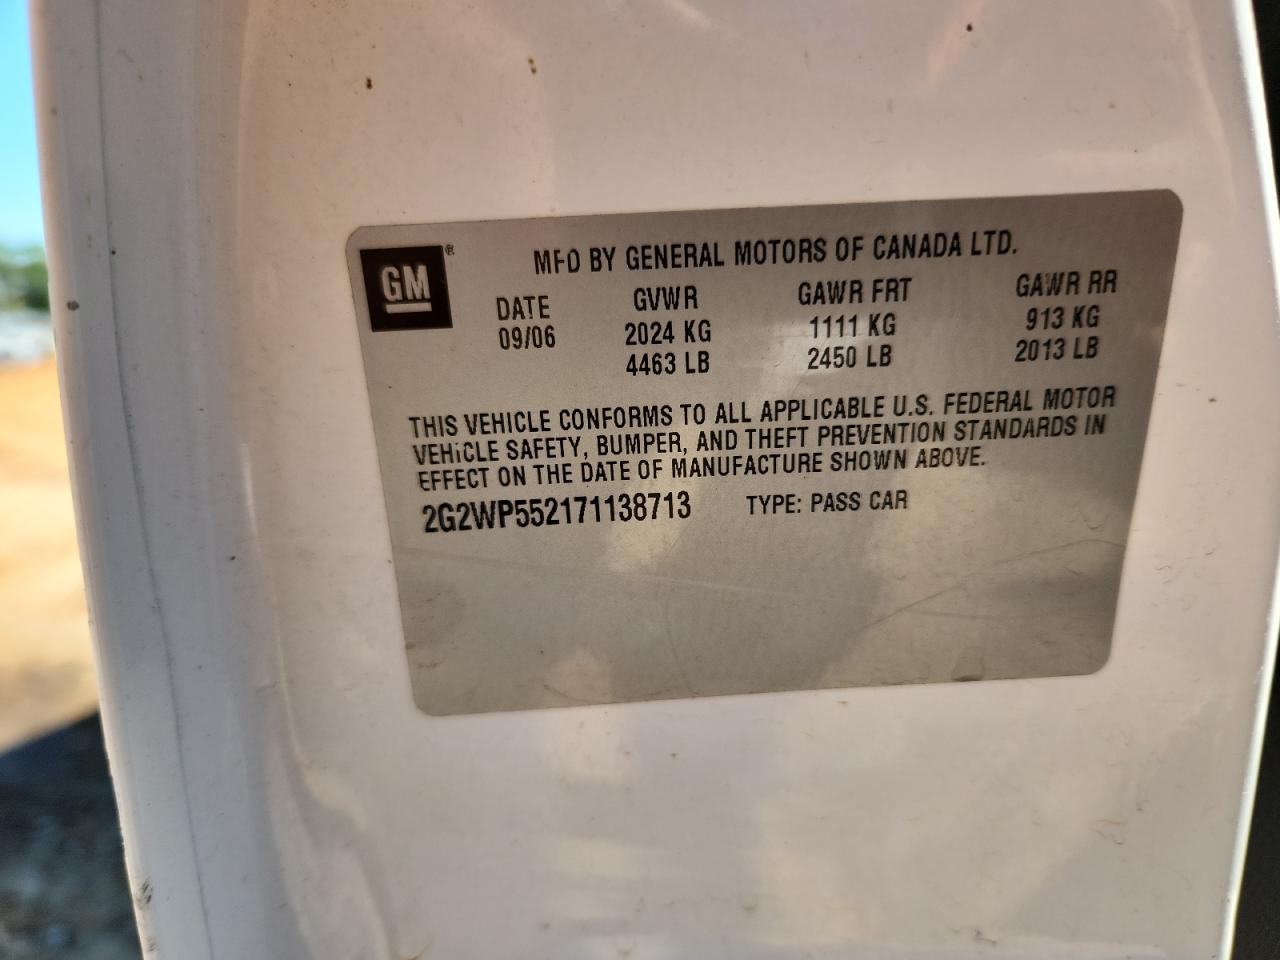 GM®
MFD BY GENERAL MOTORS OF CANADA LTD.
DATE GVWR GAWR FRT GAWR RR
09/06 2024 KG 1111 KG 913 KG
4463 LB 2450 LB 2013 LB
THIS VEHICLE CONFORMS TO ALL APPLICABLE U.S. FEDERAL MOTOR
VEHICLE SAFETY, BUMPER, AND THEFT PREVENTION STANDARDS IN
EFFECT ON THE DATE OF MANUFACTURE SHOWN ABOVE.
2G2WP552171138713 TYPE: PASS CAR